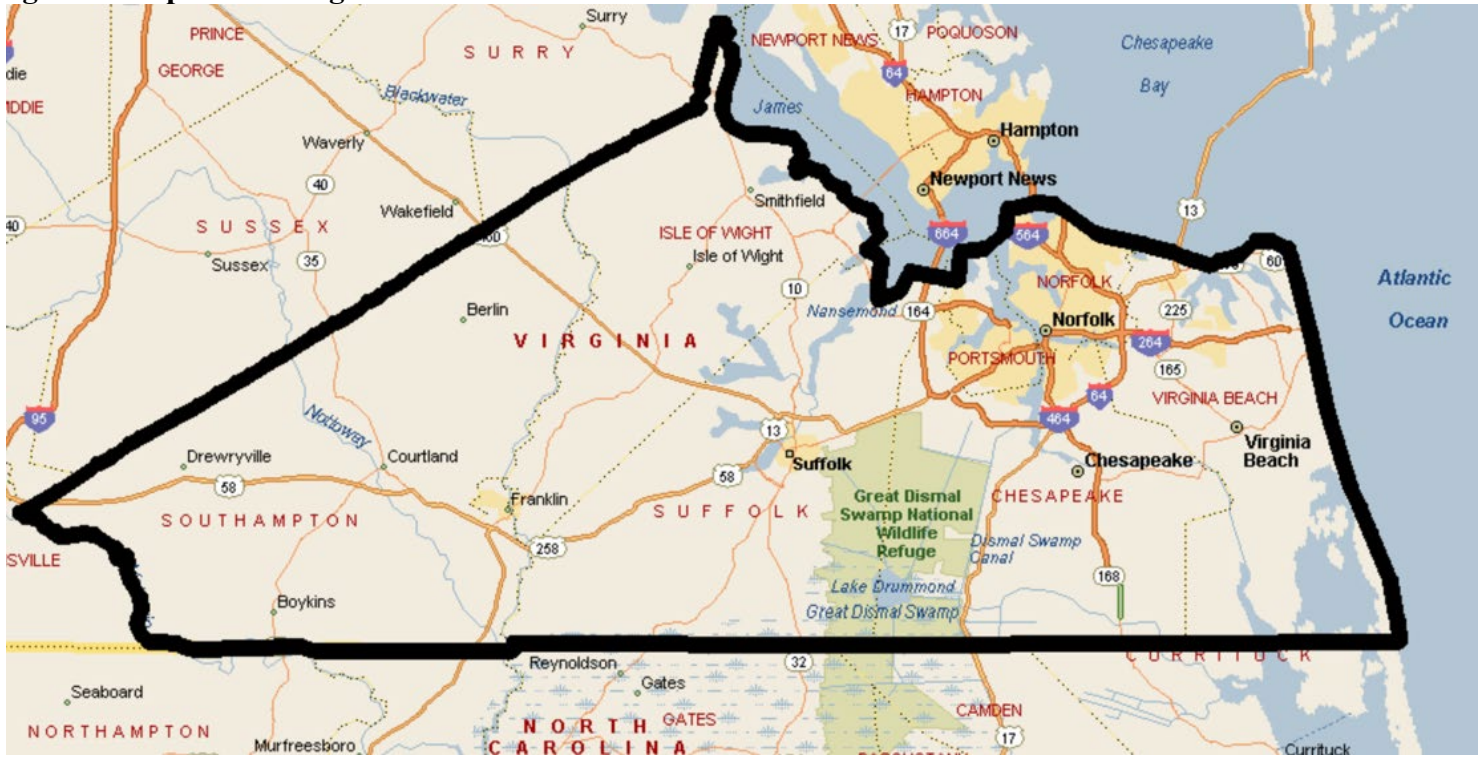 Surry
PRINCE
GEORGE
SURRY
NEWPORT NEWS
17
POQUOSON
Chesapeake
Bay
64
HAMPTON
die
Blackwater
James
Hampton
Waverly
40
Newport News
Smithfield
Wakefield
13
40
SUSSEX
664
564
ISLE OF WIGHT
Isle of Wight
Sussex
35
60
Atlantic
Ocean
10
NORFOLK
Nansemond
164
225
Berlin
Norfolk
VIRGINIA
264
PORTSMOUTH
165
64
VIRGINIA BEACH
95
Nottoway
464
13
Virginia
Beach
Drewryville
Courtland
Suffolk
Chesapeake
58
58
Franklin
Great Dismal
Swamp National
Wildlife
Refuge
CHESAPEAKE
SOUTHAMPTON
SUFFOLK
258
Dismal Swamp
Canal
SVILLE
168
Lake Drummond
Great Dismal Swamp
Boykins
CURRITUCK
Reynoldson
32
Gates
Seaboard
GATES
CAMDEN
NORTH
CAROLINA
NORTHAMPTON
17
Murfreesboro
Currituck